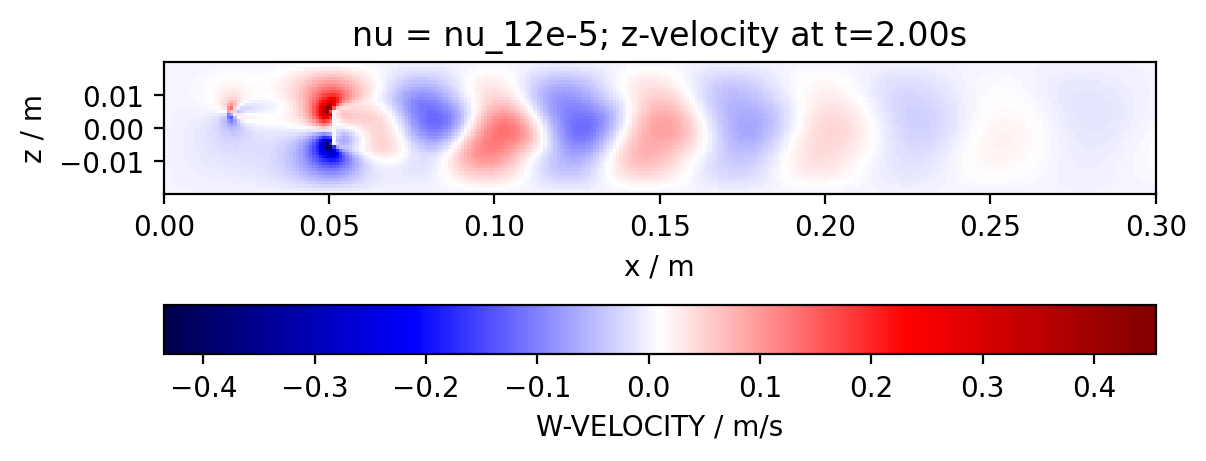 nu = nu_12e-5; z-velocity at t=2.00s
z / m
0.01
0.00
−0.01
0.00 0.05 0.10 0.15 0.20 0.25 0.30
x / m
−0.4 −0.3 −0.2 −0.1 0.0 0.1 0.2 0.3 0.4
W-VELOCITY / m/s